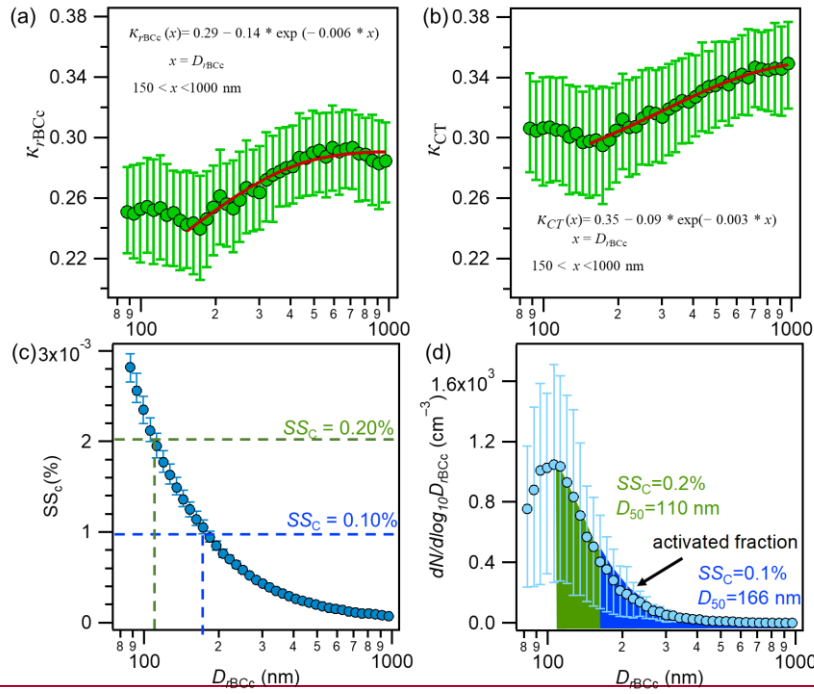 (a)
κrBCc (x)= 0.29 − 0.14 * exp (− 0.006 * x)
x = DrBCc
150 < x <1000 nm
0.38
0.34
0.30
0.26
0.22
κrBCc
8 9 100 2 3 4 5 6 7 8 9 1000
(b)
0.38
0.34
0.30
0.26
0.22
κCT
KCT (x)= 0.35 − 0.09 * exp(− 0.003 * x)
x = DrBCc
150 < x <1000 nm
8 9 100 2 3 4 5 6 7 8 1000
(c)
3x10⁻³
2
1
0
SSc(%)
SSC = 0.20%
SSC = 0.10%
8 9 100 2 3 4 5 6 7 8 9 1000
DrBCc (nm)
(d)
1.6x10³
1.2
0.8
0.4
0.0
dN/dlog10DrBCc (cm⁻³)
SSC=0.2%
D50=110 nm
activated fraction
SSC=0.1%
D50=166 nm
8 9 100 2 3 4 5 6 7 8 9 1000
DrBCc (nm)